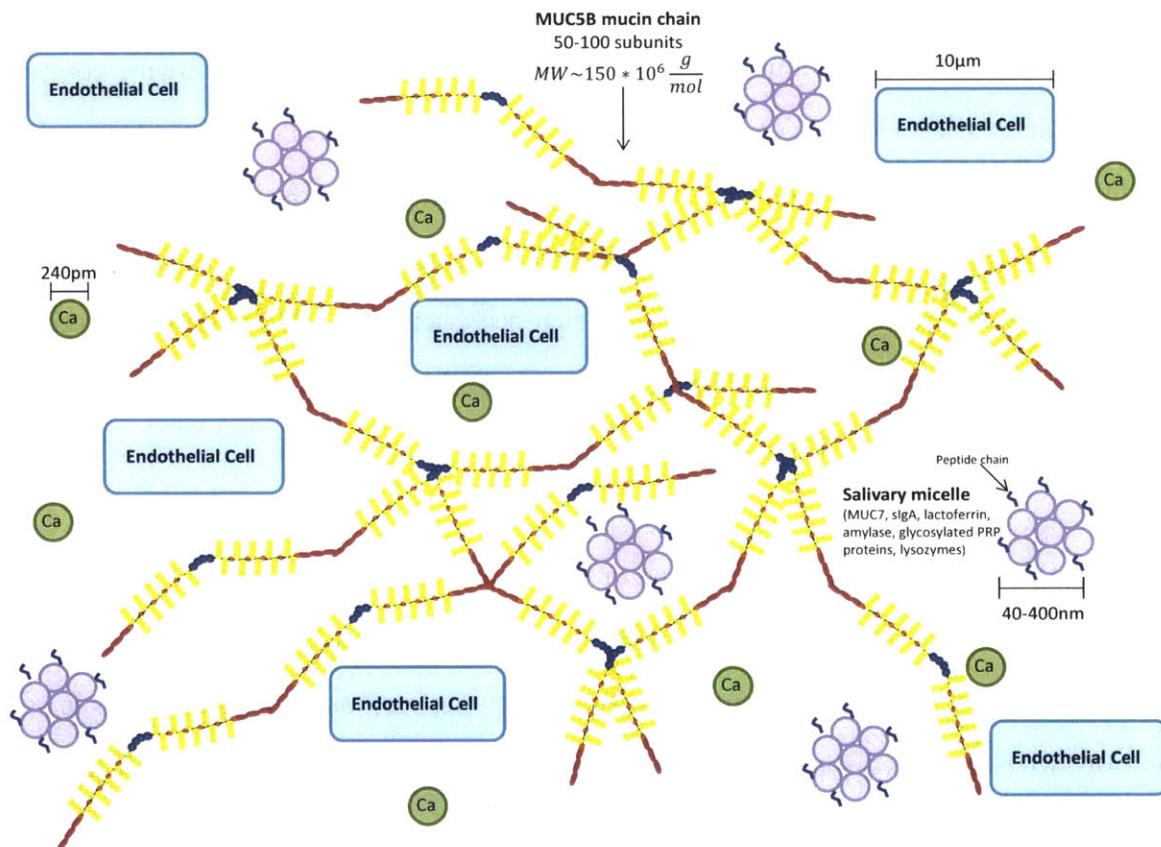 MUC5B mucin chain
50-100 subunits
MW~150 * 10⁶ g/mol
10μm
Endothelial Cell
Endothelial Cell
Ca
Ca
240pm
Ca
Endothelial Cell
Ca
Ca
Endothelial Cell
Peptide chain
Salivary micelle
(MUC7, sIgA, lactoferrin,
amylase, glycosylated PRP
proteins, lysozymes)
Ca
40-400nm
Ca
Ca
Endothelial Cell
Endothelial Cell
Ca